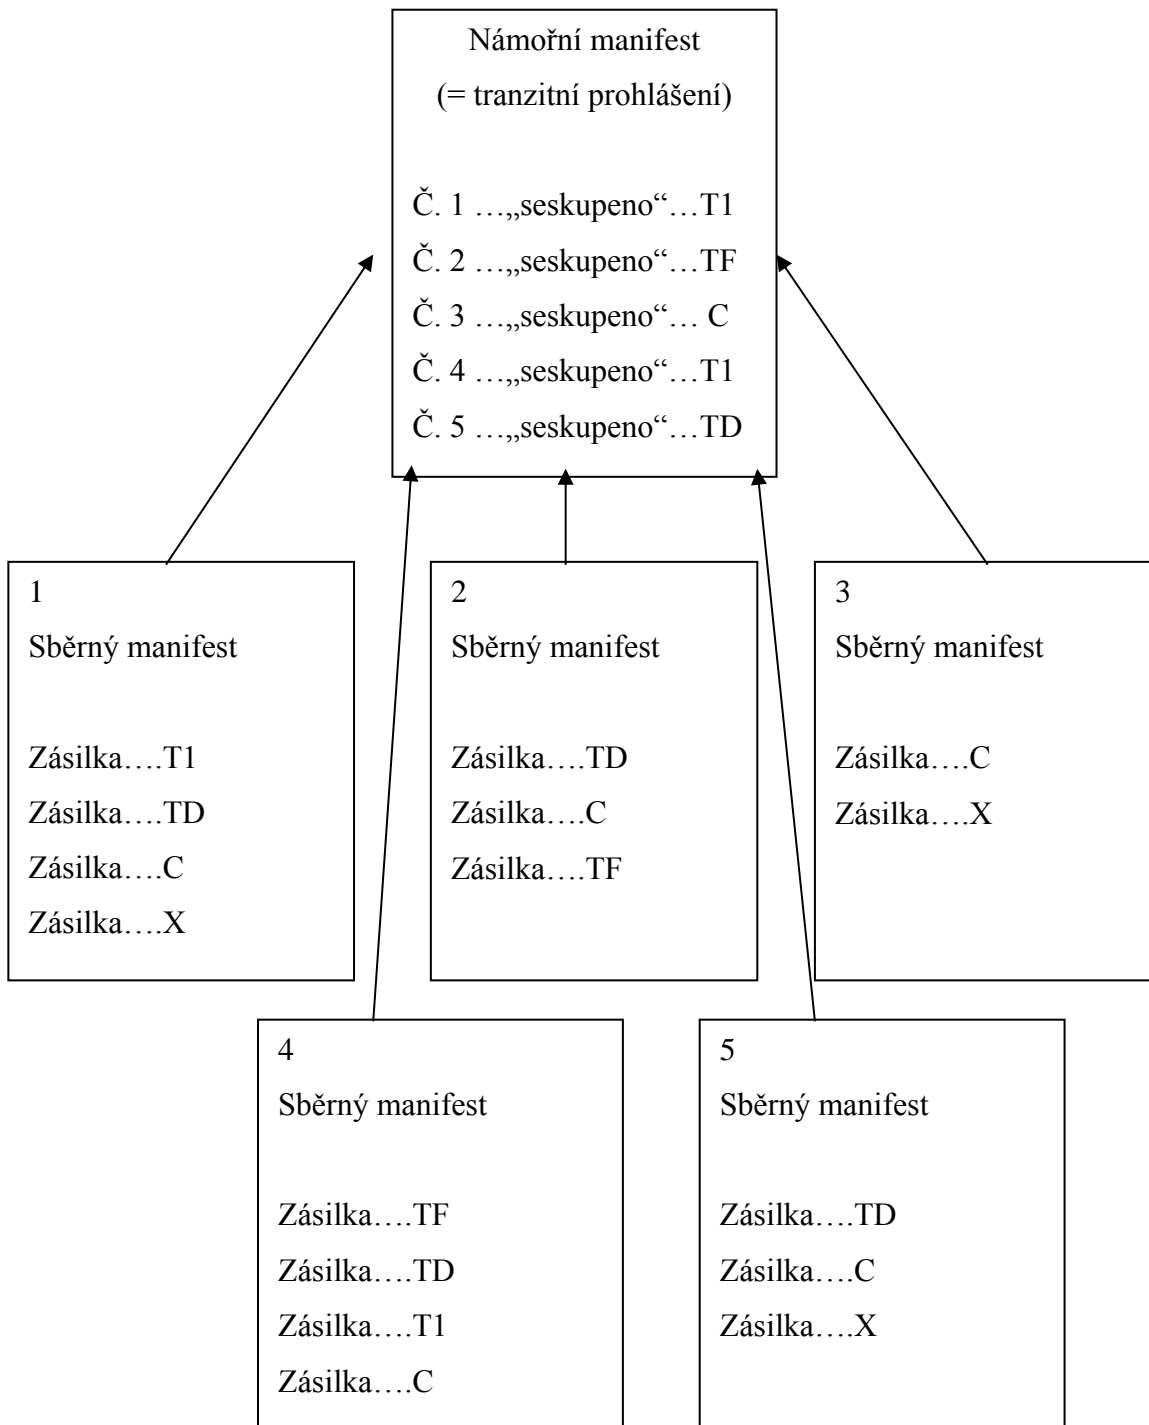 Námořní manifest
(= tranzitní prohlášení)
Č. 1 …„seskupeno“…T1
Č. 2 …„seskupeno“…TF
Č. 3 …„seskupeno“… C
Č. 4 …„seskupeno“…T1
Č. 5 …„seskupeno“…TD
1
Sběrný manifest
Zásilka….T1
Zásilka….TD
Zásilka….C
Zásilka….X
2
Sběrný manifest
Zásilka….TD
Zásilka….C
Zásilka….TF
3
Sběrný manifest
Zásilka….C
Zásilka….X
4
Sběrný manifest
Zásilka….TF
Zásilka….TD
Zásilka….T1
Zásilka….C
5
Sběrný manifest
Zásilka….TD
Zásilka….C
Zásilka….X